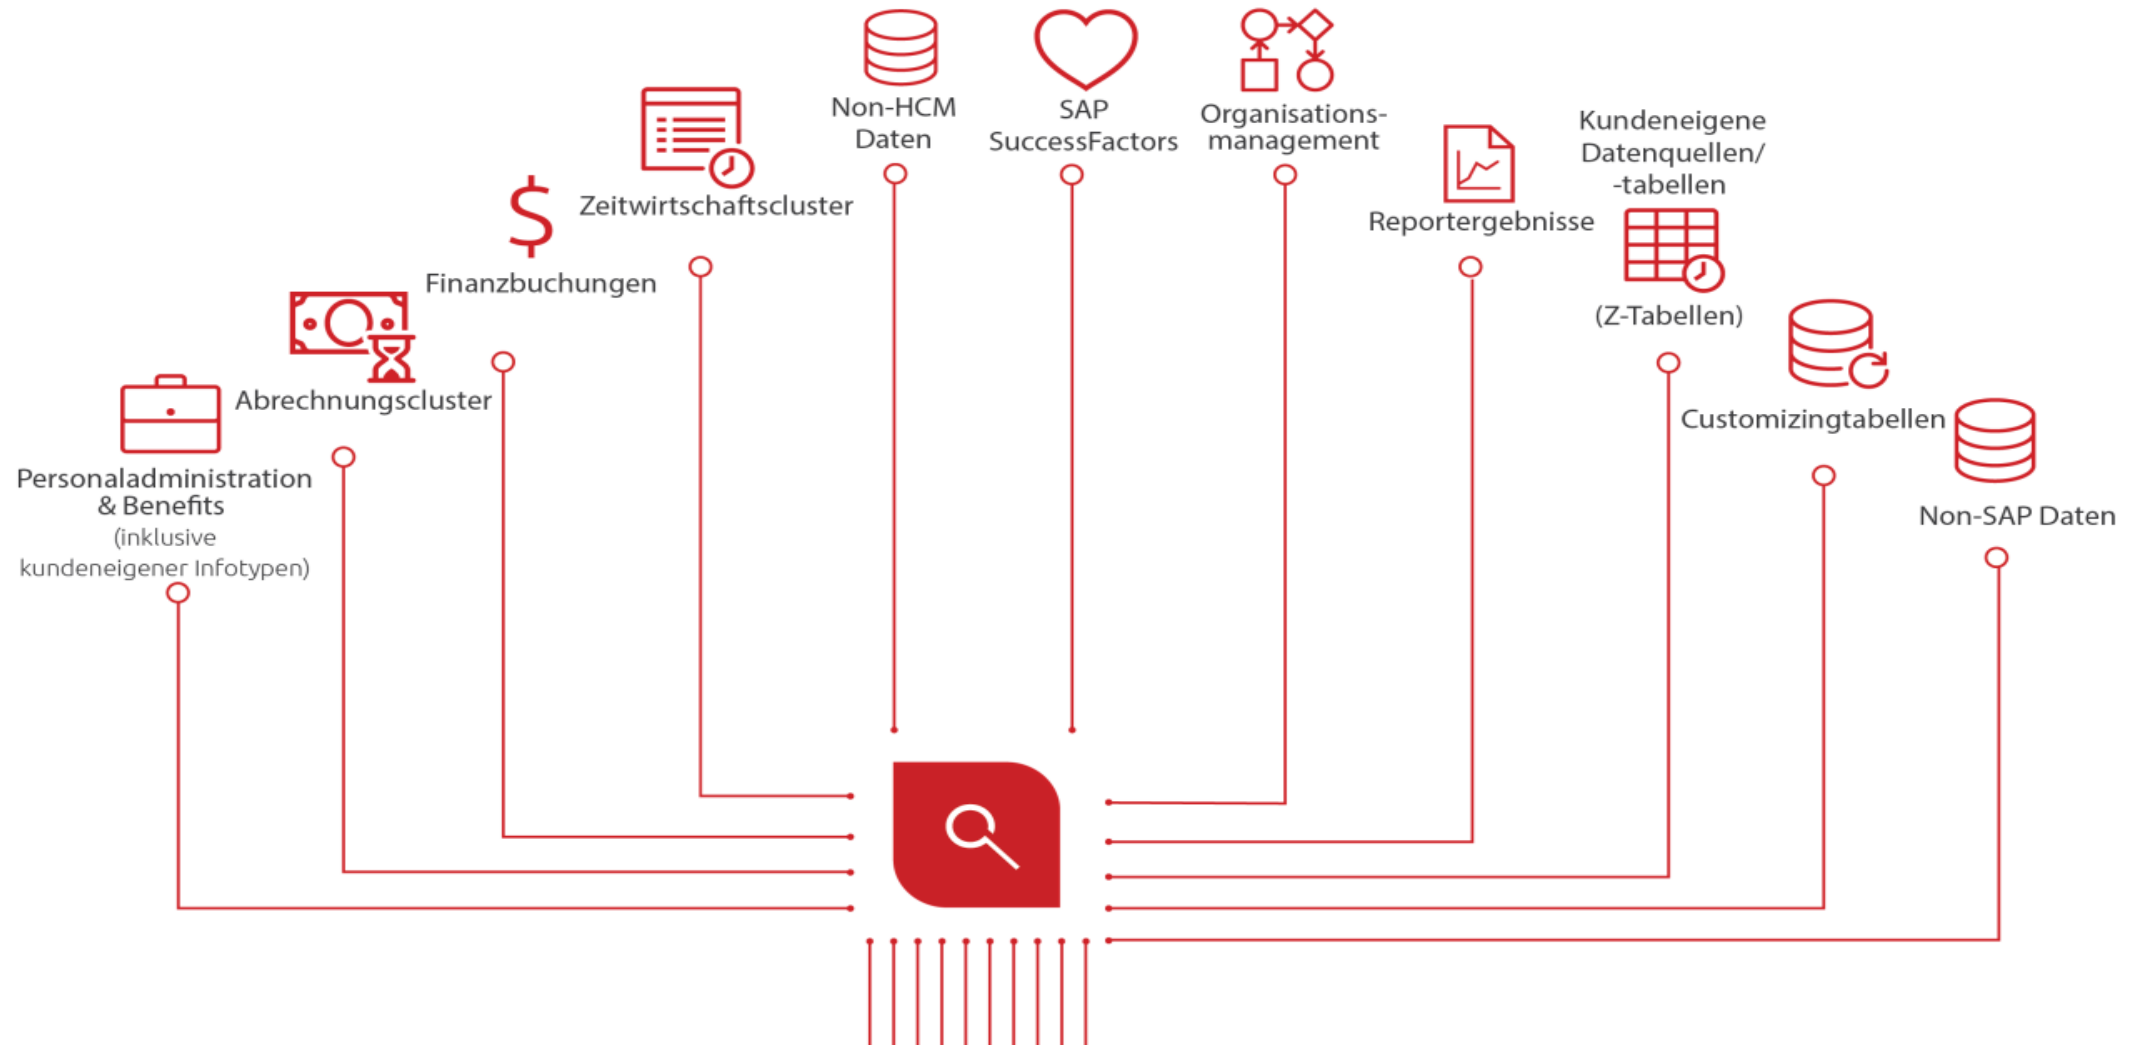 Personaladministration
& Benefits
(inklusive
kundeneigener Infotypen)
Abrechnungscluster
Finanzbuchungen
Zeitwirtschaftscluster
Non-HCM
Daten
SAP
SuccessFactors
Organisations-
management
Reportergebnisse
Kundeneigene
Datenquellen/
-tabellen
(Z-Tabellen)
Customizingtabellen
Non-SAP Daten